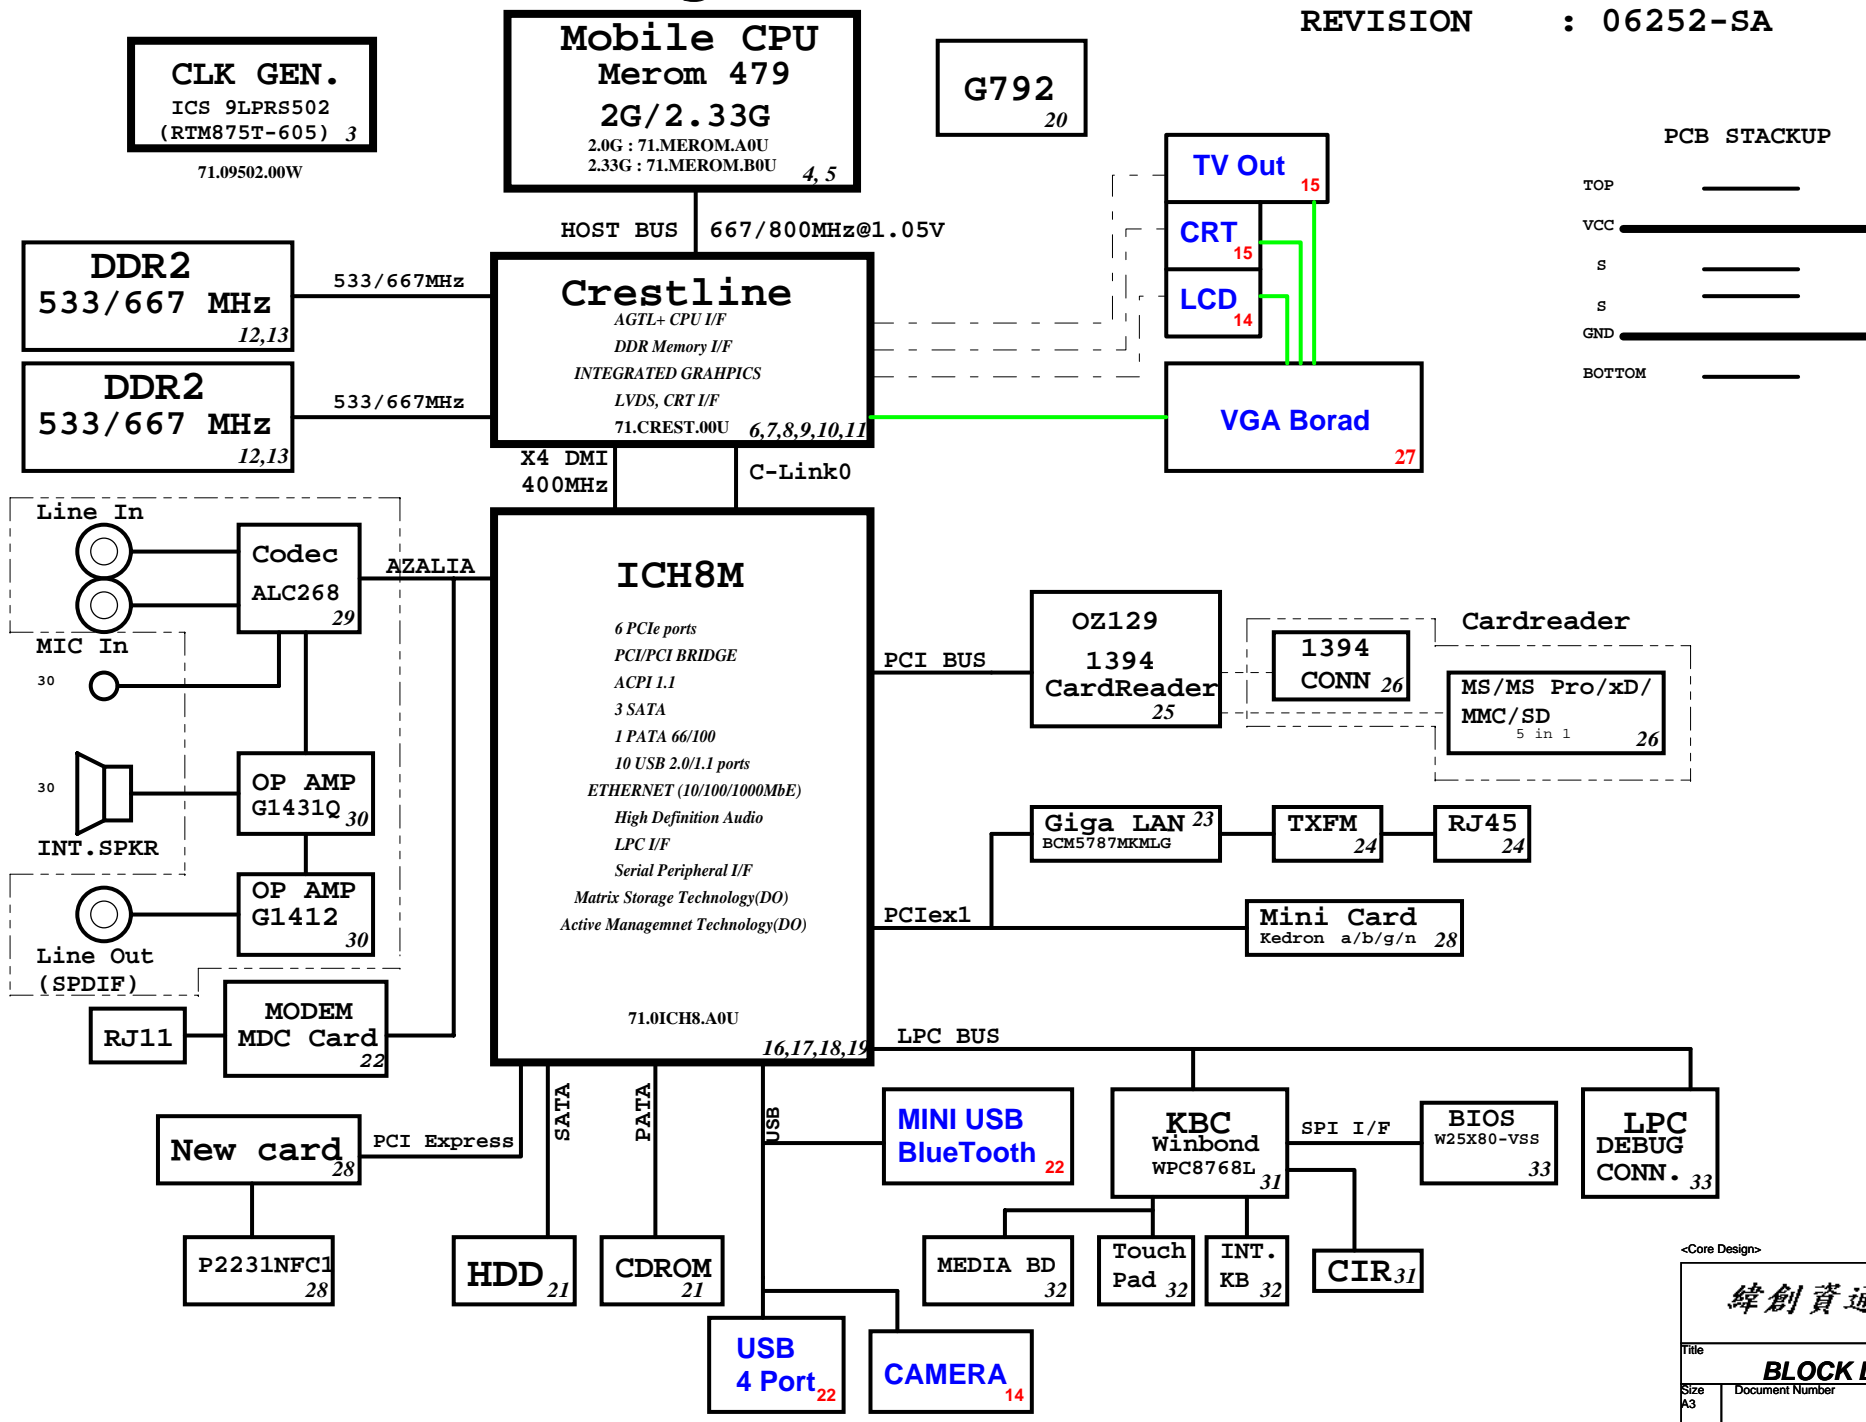 REVISION : 06252-SA
CLK GEN.
ICS 9LPRS502
(RTM875T-605) 3
71.09502.00W
Mobile CPU
Merom 479
2G/2.33G
2.0G : 71.MEROM.A0U
2.33G : 71.MEROM.B0U
4, 5
G792
20
HOST BUS
667/800MHz@1.05V
TV Out
15
CRT
15
LCD
14
VGA Borad
27
PCB STACKUP
TOP
VCC
S
S
GND
BOTTOM
DDR2
533/667 MHz
12,13
533/667MHz
DDR2
533/667 MHz
12,13
533/667MHz
Crestline
AGTL+ CPU I/F
DDR Memory I/F
INTEGRATED GRAHPICS
LVDS, CRT I/F
71.CREST.00U
6,7,8,9,10,11
X4 DMI
400MHz
C-Link0
Line In
Codec
ALC268
29
AZALIA
MIC In
30
30
INT.SPKR
OP AMP
G1431Q
30
OP AMP
G1412
30
Line Out
(SPDIF)
RJ11
MODEM
MDC Card
22
ICH8M
6 PCIe ports
PCI/PCI BRIDGE
ACPI 1.1
3 SATA
1 PATA 66/100
10 USB 2.0/1.1 ports
ETHERNET (10/100/1000MbE)
High Definition Audio
LPC I/F
Serial Peripheral I/F
Matrix Storage Technology(DO)
Active Managemnet Technology(DO)
71.0ICH8.A0U
16,17,18,19
PCI BUS
OZ129
1394
CardReader
25
1394
CONN
26
Cardreader
MS/MS Pro/xD/
MMC/SD
5 in 1
26
Giga LAN
23
BCM5787MKMLG
TXFM
24
RJ45
24
PCIex1
Mini Card
Kedron a/b/g/n
28
LPC BUS
New card
28
PCI Express
P2231NFC1
28
SATA
PATA
USB
HDD
21
CDROM
21
MINI USB
BlueTooth
22
USB
4 Port
22
CAMERA
14
KBC
Winbond
WPC8768L
31
SPI I/F
BIOS
W25X80-VSS
33
LPC
DEBUG
CONN.
33
MEDIA BD
32
Touch
Pad
32
INT.
KB
32
CIR
31
<Core Design>
緯創資通
Title
BLOCK
Size
A3
Document Number